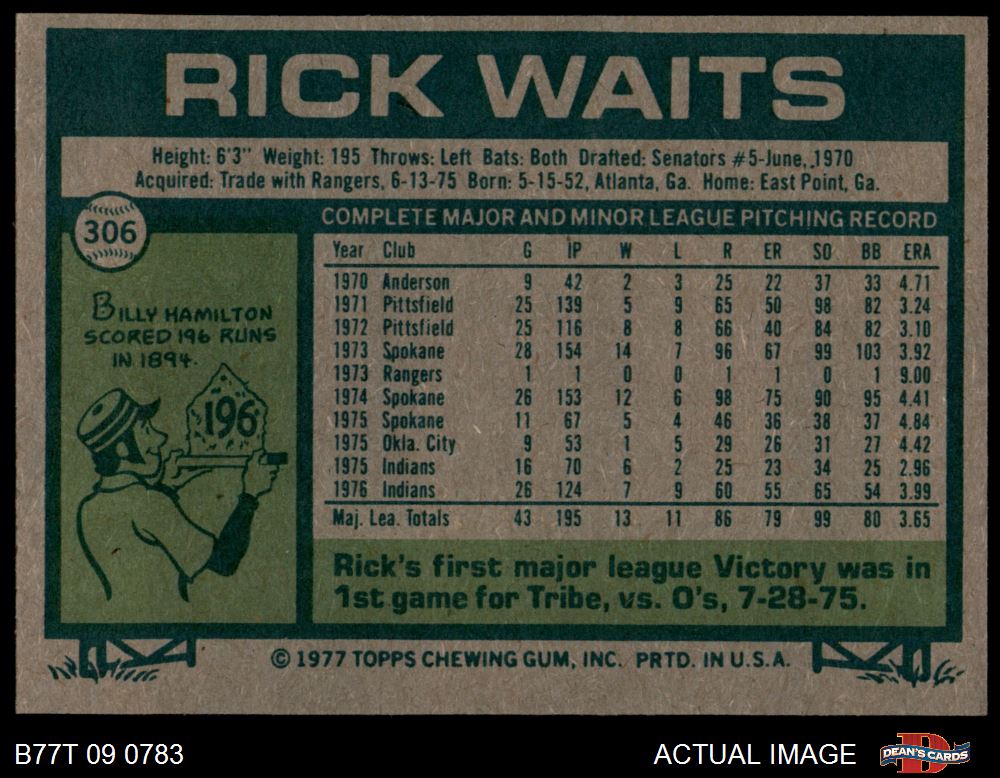 RICK WAITS
Height: 6'3" Weight: 195 Throws: Left Bats: Both Drafted: Senators #5-June, 1970
Acquired: Trade with Rangers, 6-13-75 Born: 5-15-52, Atlanta, Ga. Home: East Point, Ga.
306
BILLY HAMILTON
SCORED 196 RUNS
IN 1894.
196
COMPLETE MAJOR AND MINOR LEAGUE PITCHING RECORD
Year Club G IP W L R ER SO BB ERA
1970 Anderson 9 42 2 3 25 22 37 33 4.71
1971 Pittsfield 25 139 5 9 65 50 98 82 3.24
1972 Pittsfield 25 116 8 8 66 40 84 82 3.10
1973 Spokane 28 154 14 7 96 67 99 103 3.92
1973 Rangers 1 1 0 0 1 1 0 1 9.00
1974 Spokane 26 153 12 6 98 75 90 95 4.41
1975 Spokane 11 67 5 4 46 36 38 37 4.84
1975 Okla. City 9 53 1 5 29 26 31 27 4.42
1975 Indians 16 70 6 2 25 23 34 25 2.96
1976 Indians 26 124 7 9 60 55 65 54 3.99
Maj. Lea. Totals 43 195 13 11 86 79 99 80 3.65
Rick's first major league Victory was in
1st game for Tribe, vs. O's, 7-28-75.
© 1977 TOPPS CHEWING GUM, INC. PRTD. IN U.S.A.
B77T 09 0783
ACTUAL IMAGE
D
DEAN'S CARDS